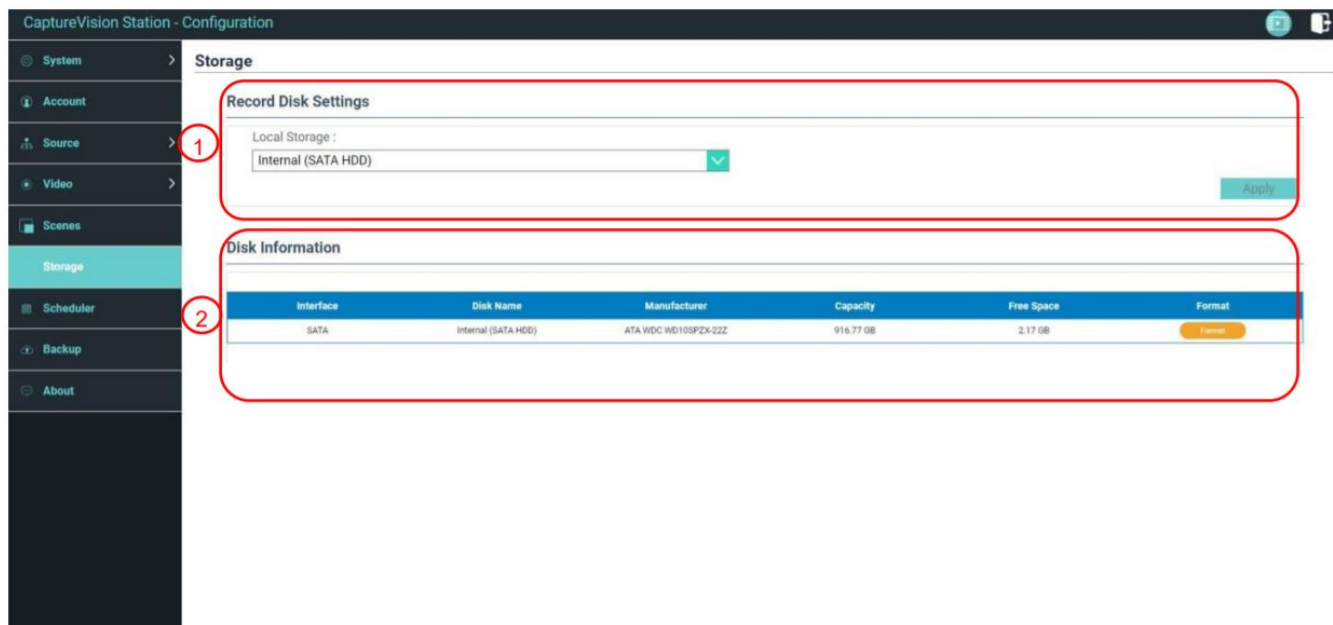 CaptureVision Station - Configuration
System
Account
Source
Video
Scenes
Storage
Scheduler
Backup
About
Storage
1
Record Disk Settings
Local Storage :
Internal (SATA HDD)
Apply
2
Disk Information
Interface Disk Name Manufacturer Capacity Free Space Format
SATA Internal (SATA HDD) ATA WDC WD10SPZX-22Z 916.77 GB 2.17 GB Format